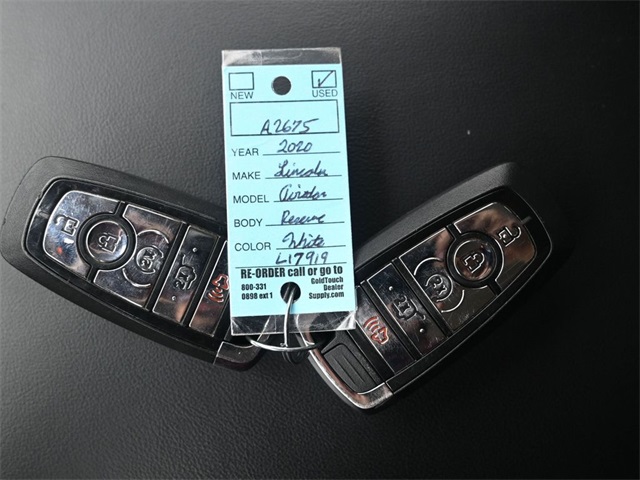 NEW USED
A2675
YEAR 2020
MAKE Lincoln
MODEL Aviator
BODY Reserve
COLOR White
L17919
RE-ORDER call or go to
800-331 GoldTouch
Dealer
0698 ext 1 Supply.com